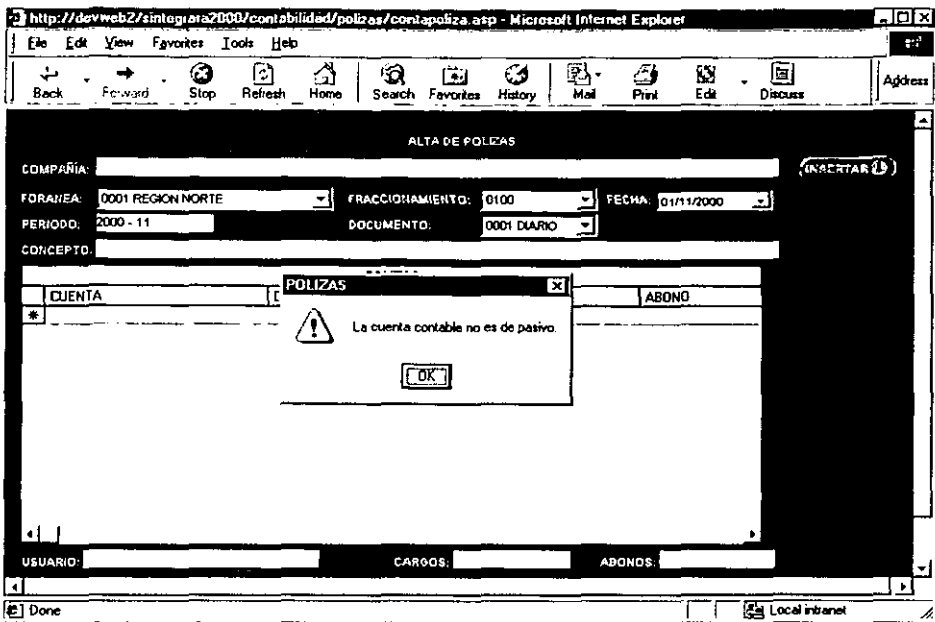 http://devweb2/sintegrara2000/contabilidad/polizas/contapoliza.asp - Microsoft Internet Explorer
File Edit View Favorites Tools Help
Back Forward Stop Refresh Home Search Favorites History Mail Print Edit Discuss Address
ALTA DE POLIZAS
COMPAÑIA: INSERTAR
FORANEA: 0001 REGION NORTE FRACCIONAMIENTO: 0100 FECHA: 01/11/2000
PERIODO: 2000 - 11 DOCUMENTO: 0001 DIARIO
CONCEPTO:
POLIZAS
CUENTA ABONO
La cuenta contable no es de pasivo.
OK
USUARIO: CARGOS: ABONOS:
Done Local intranet